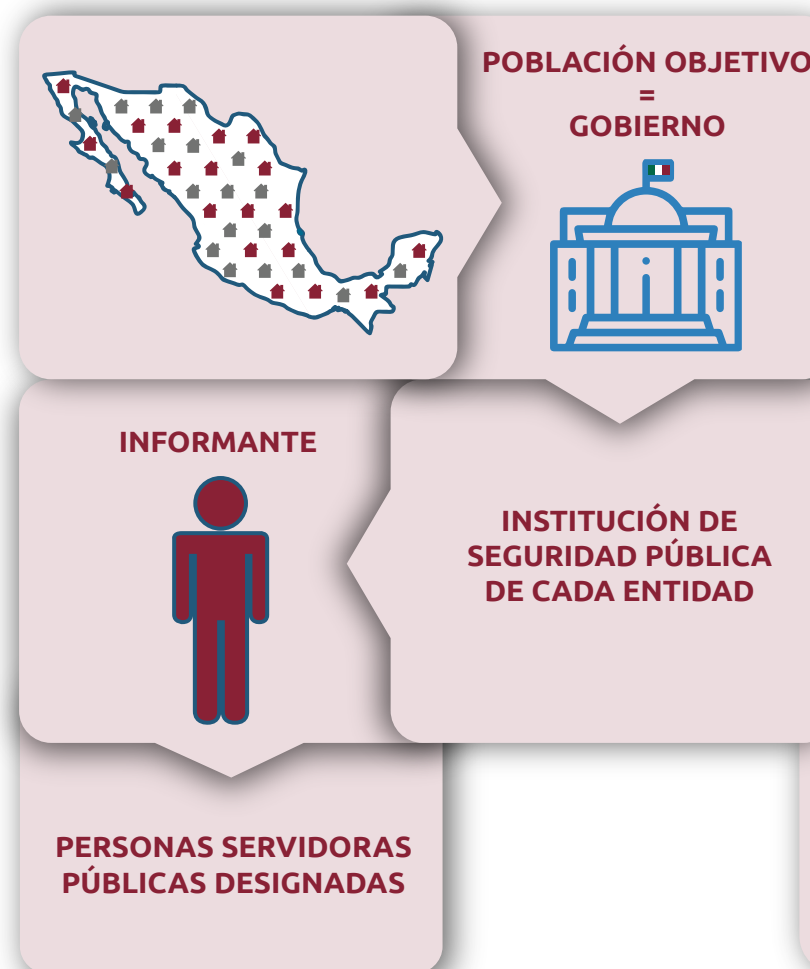 POBLACIÓN OBJETIVO
=
GOBIERNO
INSTITUCIÓN DE
SEGURIDAD PÚBLICA
DE CADA ENTIDAD
INFORMANTE
PERSONAS SERVIDORAS
PÚBLICAS DESIGNADAS